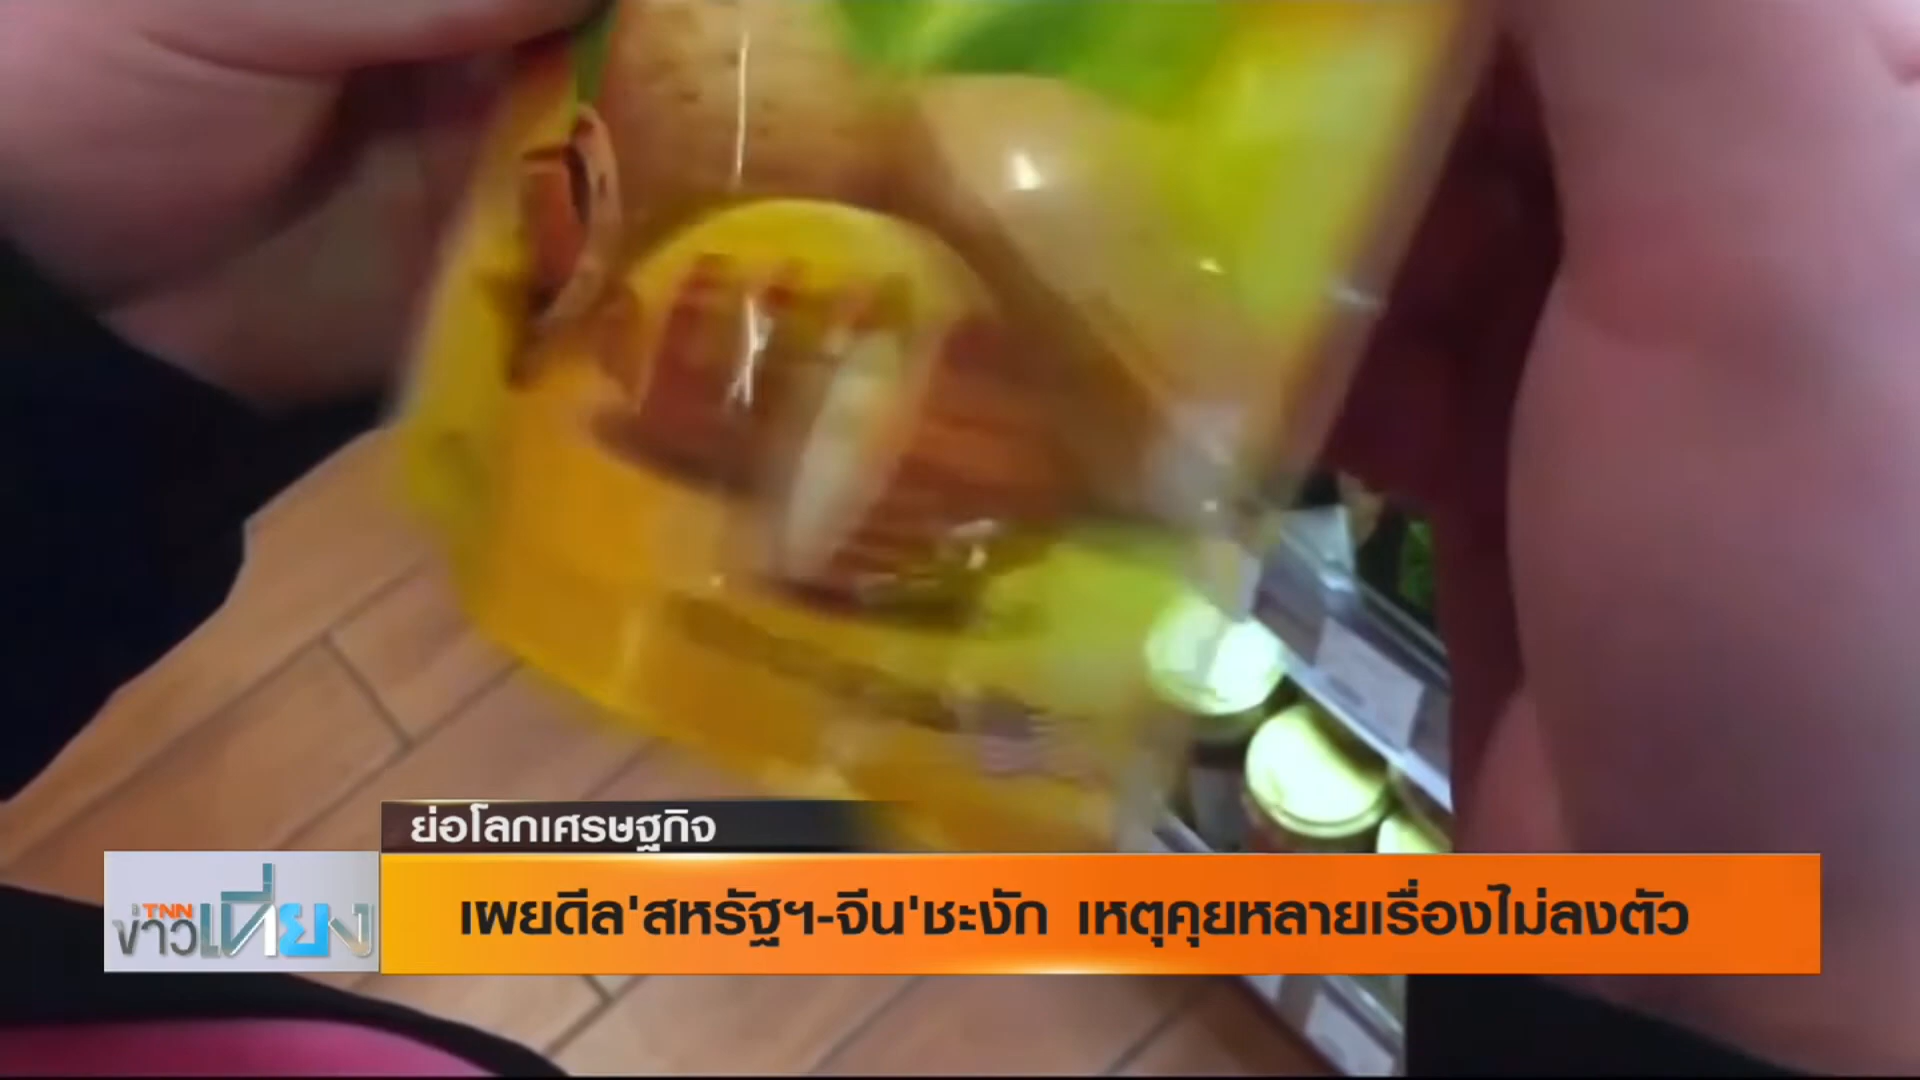 ย่อโลกเศรษฐกิจ
TNN
ข่าวเที่ยง
เผยดีล'สหรัฐฯ-จีน'ชะงัก เหตุคุยหลายเรื่องไม่ลงตัว